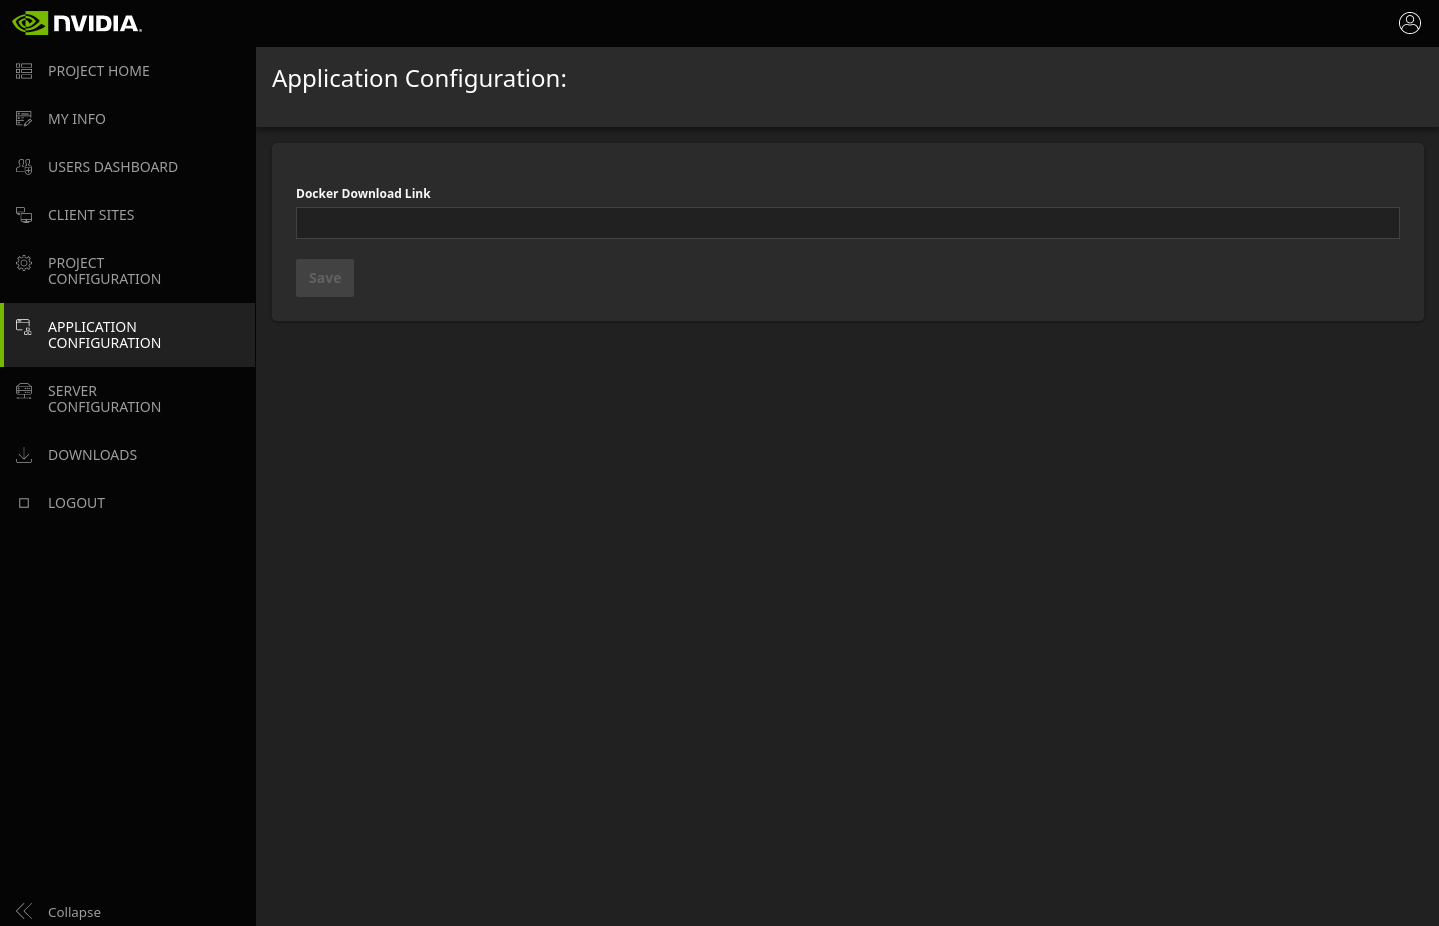 NVIDIA.
PROJECT HOME
MY INFO
USERS DASHBOARD
CLIENT SITES
PROJECT
CONFIGURATION
APPLICATION
CONFIGURATION
SERVER
CONFIGURATION
DOWNLOADS
LOGOUT
Collapse
Application Configuration:
Docker Download Link
Save